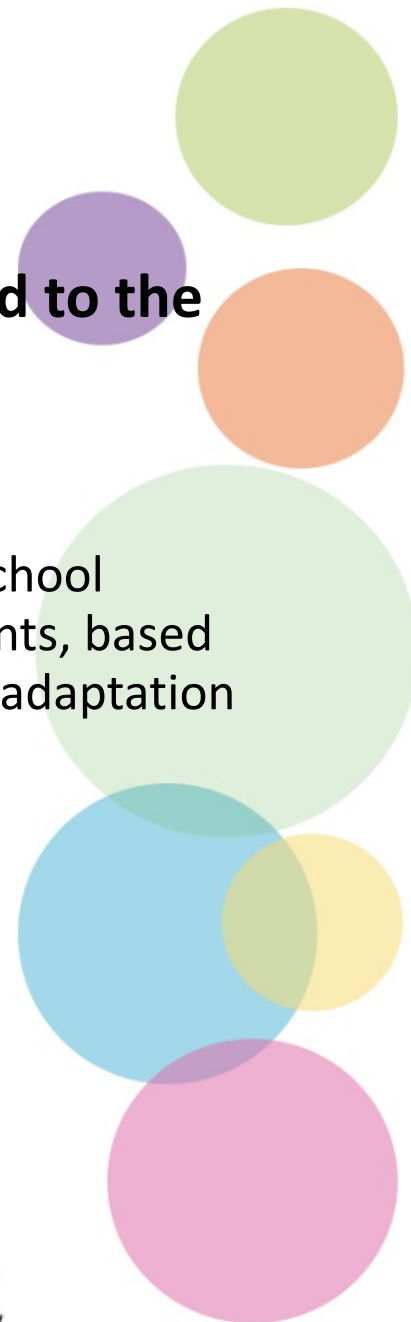 d to the
chool
nts, based
adaptation